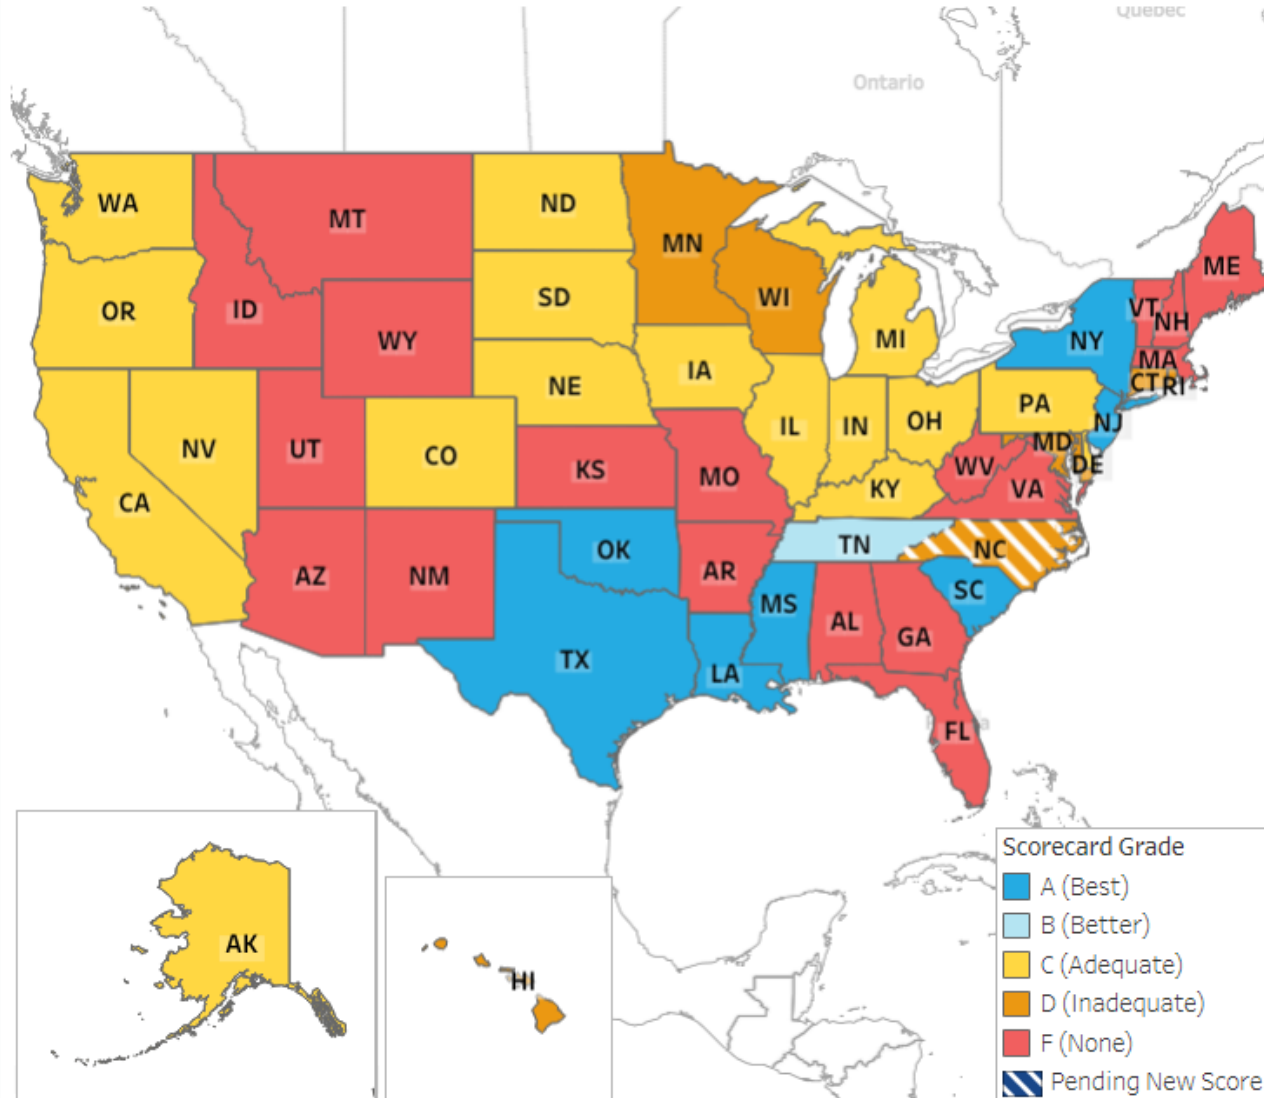 Quebec
Ontario
WA
MT
ND
MN
ME
OR
ID
SD
WI
VT
NH
WY
MI
NY
MA
IA
CT
RI
NE
PA
NV
UT
CO
IL
IN
OH
NJ
MD
DE
KS
MO
WV
VA
CA
KY
OK
TN
NC
AZ
NM
AR
SC
MS
AL
GA
TX
LA
FL
AK
HI
Scorecard Grade
A (Best)
B (Better)
C (Adequate)
D (Inadequate)
F (None)
Pending New Score